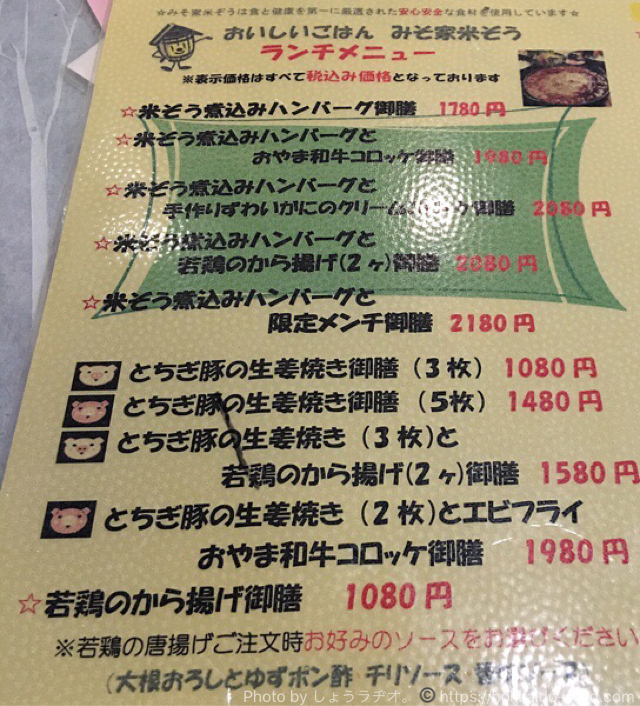 ☆みそ家米ぞうは食と健康を第一に厳選された安心安全な食材を使用しています☆
おいしいごはん みそ家米ぞう
ランチメニュー
※表示価格はすべて税込み価格となっております
☆米ぞう煮込みハンバーグ御膳 1780円
☆米ぞう煮込みハンバーグと
おやま和牛コロッケ御膳 1980円
☆米ぞう煮込みハンバーグと
手作りずわいがにのクリームコロッケ御膳 2080円
☆米ぞう煮込みハンバーグと
若鶏のから揚げ(2ヶ)御膳 2080円
☆米ぞう煮込みハンバーグと
限定メンチ御膳 2180円
とちぎ豚の生姜焼き御膳（3枚） 1080円
とちぎ豚の生姜焼き御膳（5枚） 1480円
とちぎ豚の生姜焼き（3枚)と
若鶏のから揚げ(2ヶ)御膳 1580円
とちぎ豚の生姜焼き（2枚)とエビフライ
おやま和牛コロッケ御膳 1980円
☆若鶏のから揚げ御膳 1080円
※若鶏の唐揚げご注文時お好みのソースをお選びください
(大根おろしとゆずポン酢 チリソース
Photo by しょうラヂオ。 © https://